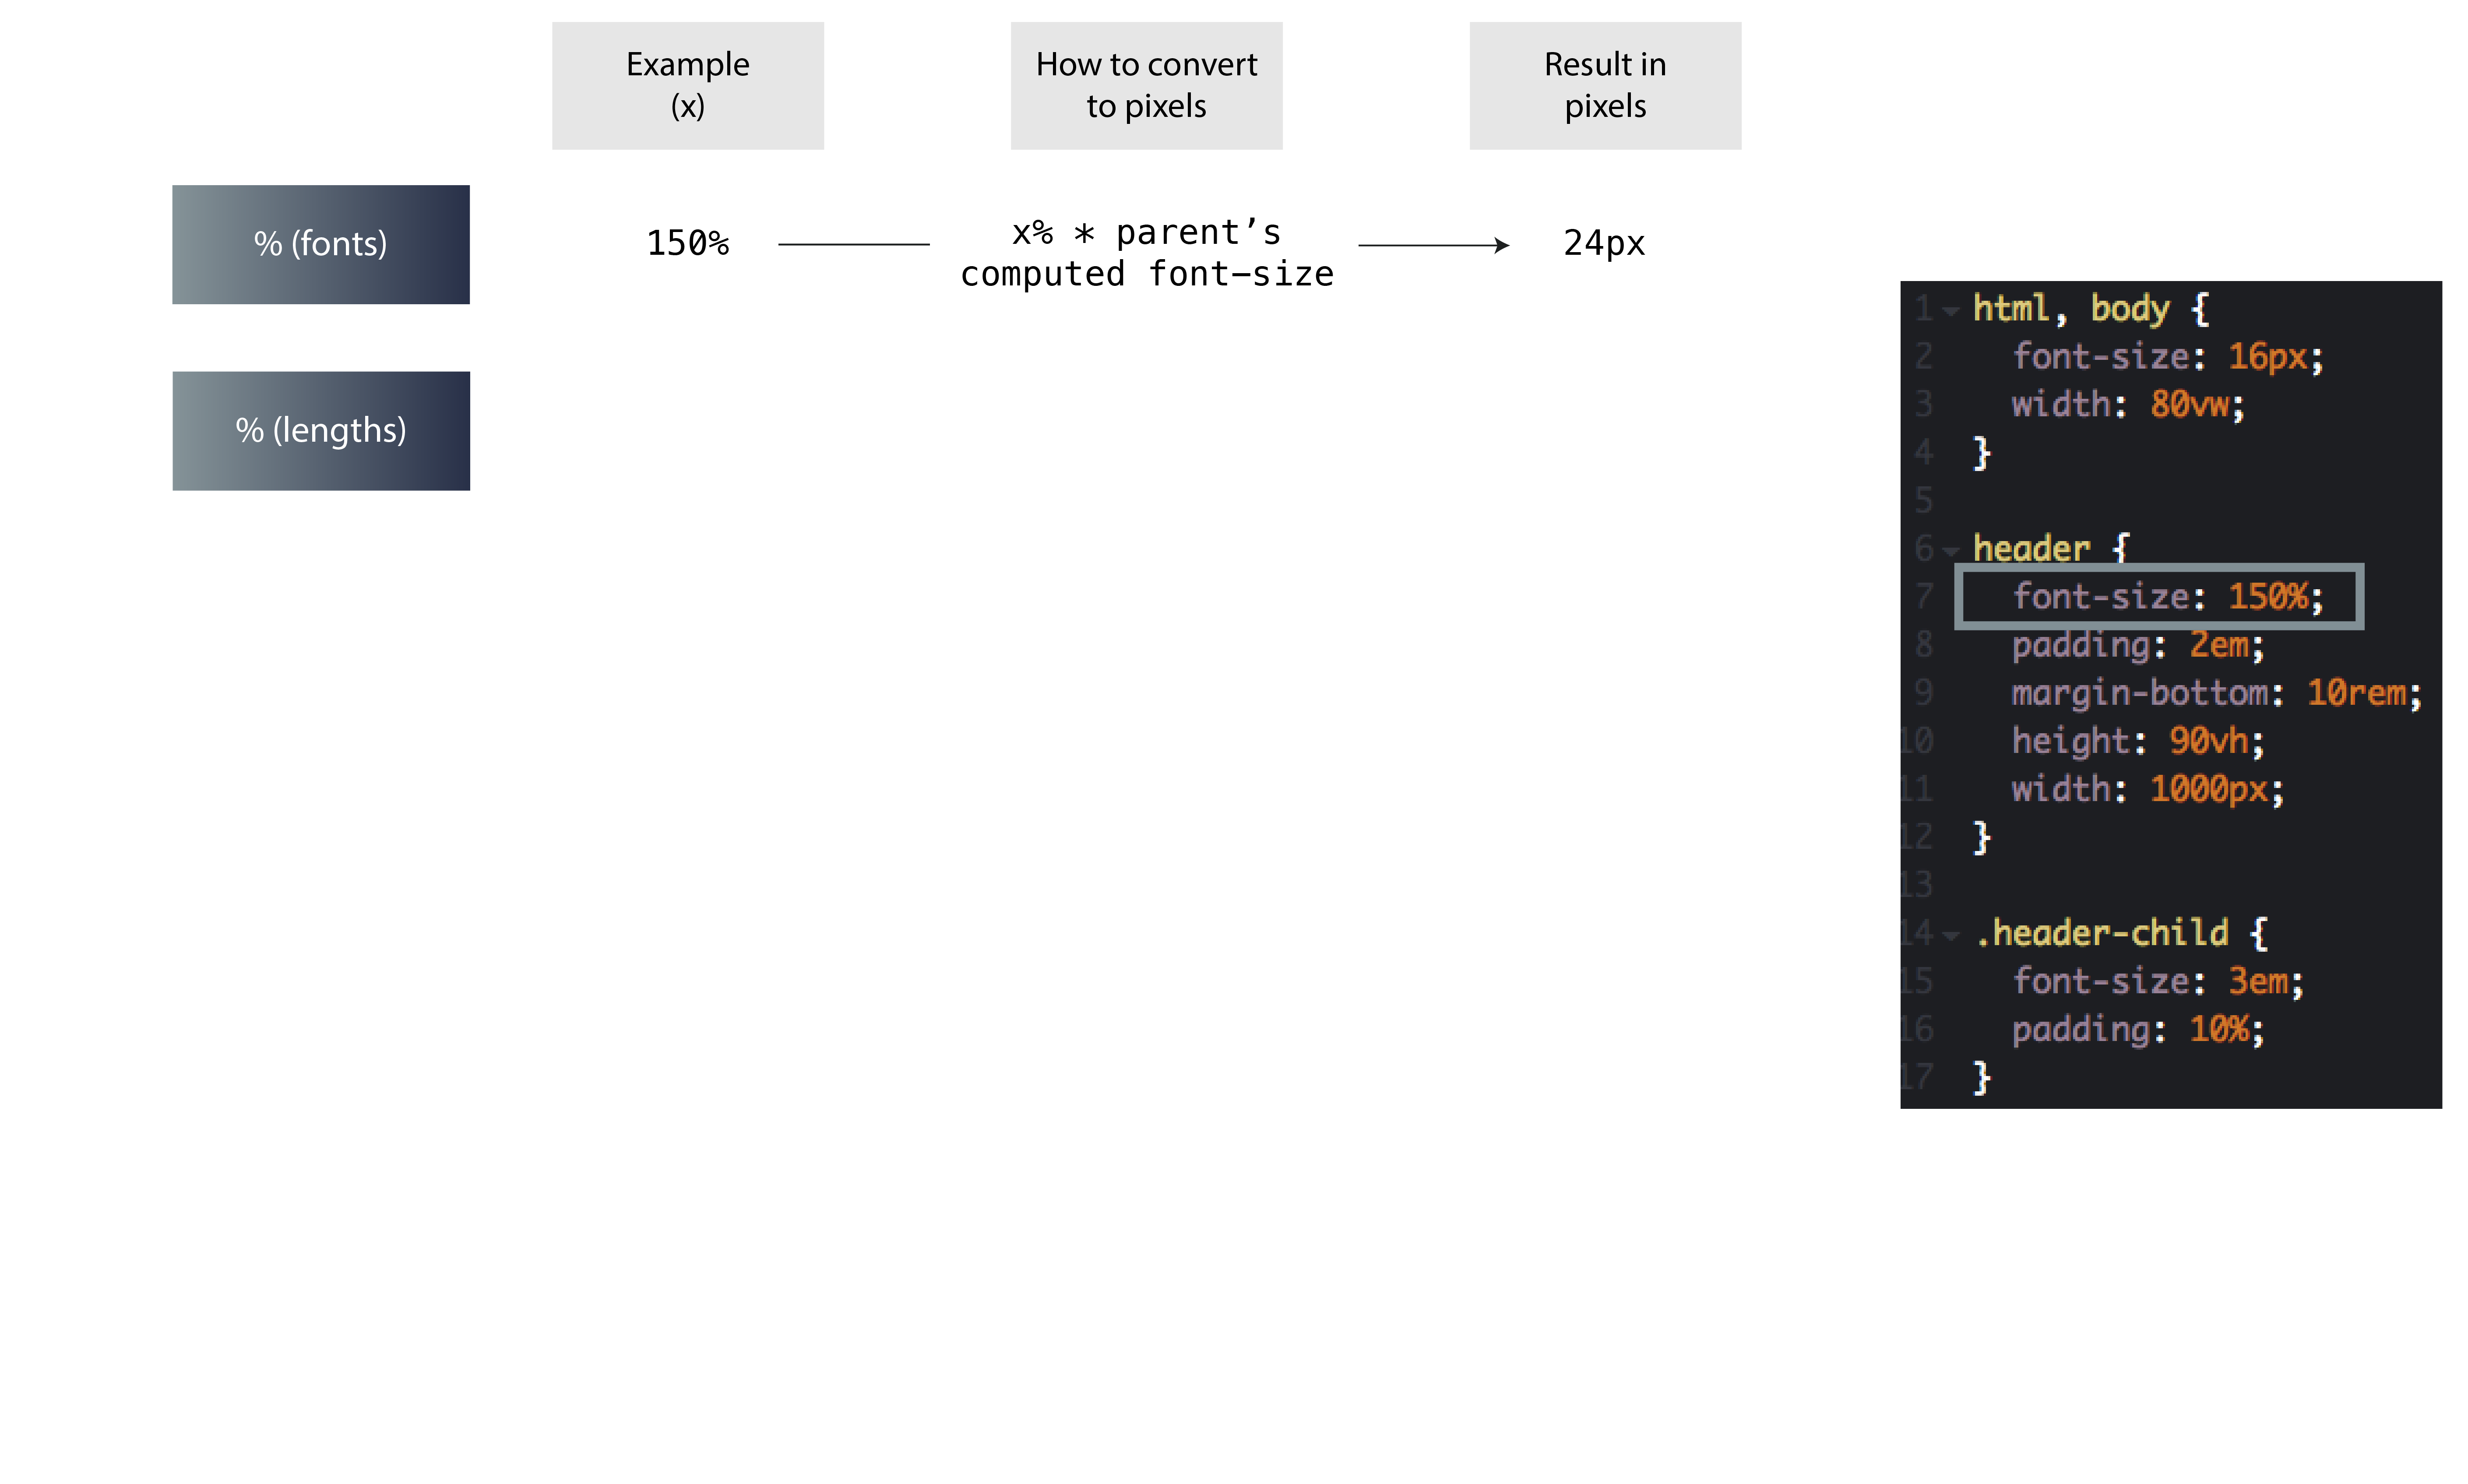 Example
(x)
How to convert
to pixels
Result in
pixels
% (fonts)
150%
x% * parent’s
computed font-size
24px
% (lengths)
1 html, body {
2   font-size: 16px;
3   width: 80vw;
4 }
5
6 header {
7   font-size: 150%;
8   padding: 2em;
9   margin-bottom: 10rem;
10   height: 90vh;
11   width: 1000px;
12 }
13
14 .header-child {
15   font-size: 3em;
16   padding: 10%;
17 }